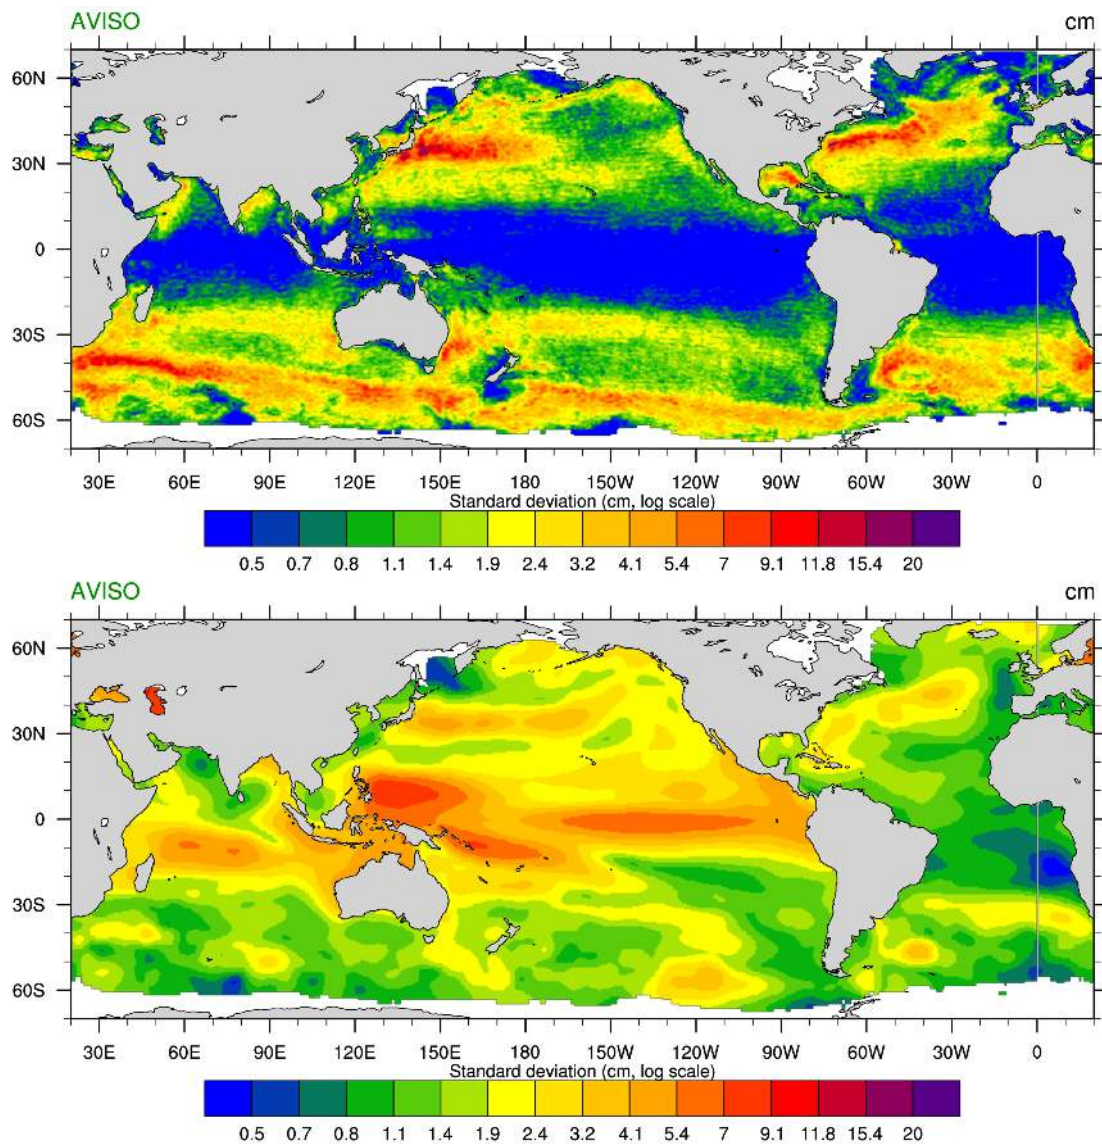 AVISO cm
60N
30N
0
30S
60S
30E 60E 90E 120E 150E 180 150W 120W 90W 60W 30W 0
Standard deviation (cm, log scale)
0.5 0.7 0.8 1.1 1.4 1.9 2.4 3.2 4.1 5.4 7 9.1 11.8 15.4 20
AVISO cm
60N
30N
0
30S
60S
30E 60E 90E 120E 150E 180 150W 120W 90W 60W 30W 0
Standard deviation (cm, log scale)
0.5 0.7 0.8 1.1 1.4 1.9 2.4 3.2 4.1 5.4 7 9.1 11.8 15.4 20